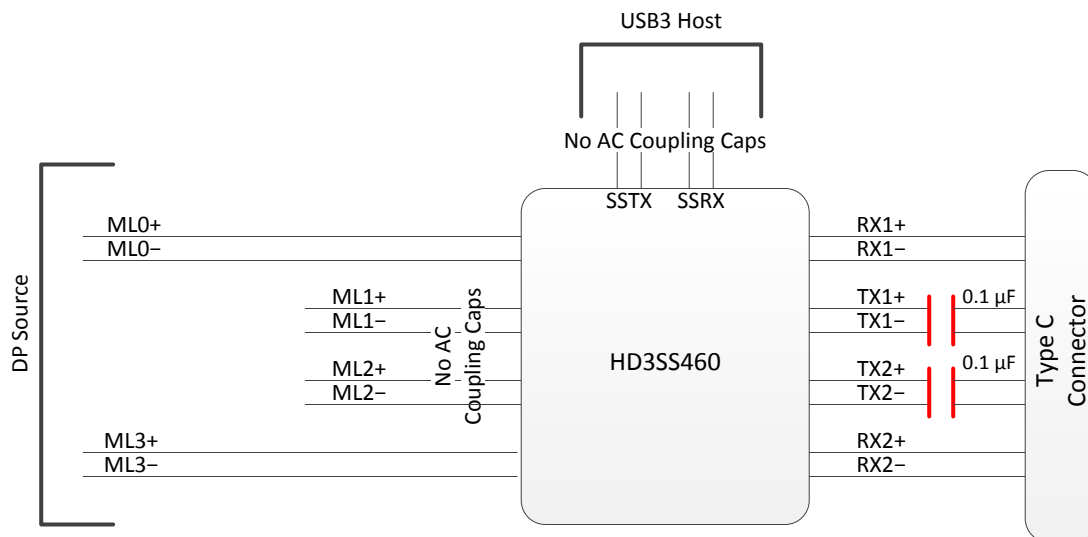 USB3 Host
No AC Coupling Caps
SSTX SSRX
DP Source
ML0+
ML0−
ML1+
ML1−
ML2+
ML2−
No AC
Coupling Caps
ML3+
ML3−
HD3SS460
RX1+
RX1−
TX1+ 0.1 µF
TX1−
TX2+ 0.1 µF
TX2−
RX2+
RX2−
Type C
Connector